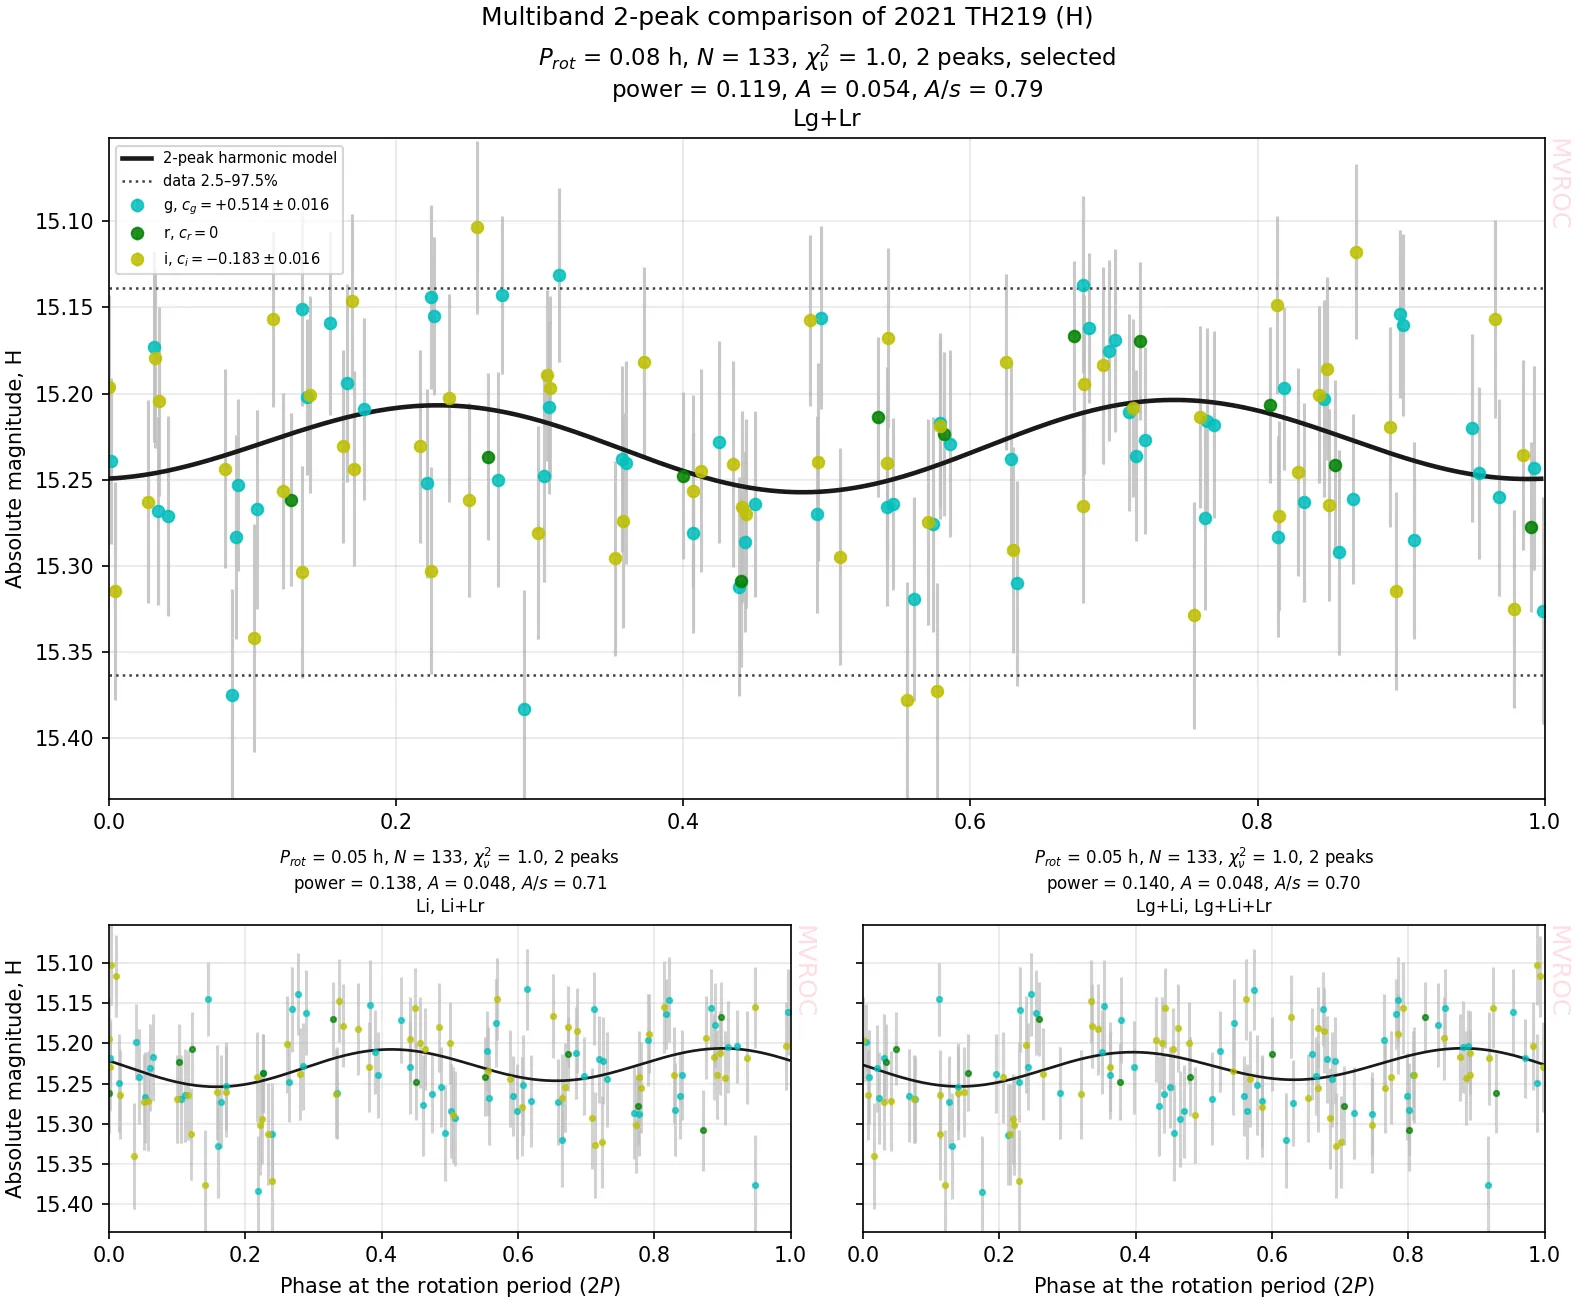 Multiband 2-peak comparison of 2021 TH219 (H)
P_rot = 0.08 h, N = 133, χ²_ν = 1.0, 2 peaks, selected
power = 0.119, A = 0.054, A/s = 0.79
Lg+Lr
2-peak harmonic model
data 2.5–97.5%
g, c_g = +0.514 ± 0.016
r, c_r = 0
i, c_i = −0.183 ± 0.016
MVROC
Absolute magnitude, H
15.10
15.15
15.20
15.25
15.30
15.35
15.40
0.0 0.2 0.4 0.6 0.8 1.0
P_rot = 0.05 h, N = 133, χ²_ν = 1.0, 2 peaks
power = 0.138, A = 0.048, A/s = 0.71
Li, Li+Lr
MVROC
Absolute magnitude, H
15.10
15.15
15.20
15.25
15.30
15.35
15.40
0.0 0.2 0.4 0.6 0.8 1.0
Phase at the rotation period (2P)
P_rot = 0.05 h, N = 133, χ²_ν = 1.0, 2 peaks
power = 0.140, A = 0.048, A/s = 0.70
Lg+Li, Lg+Li+Lr
MVROC
0.0 0.2 0.4 0.6 0.8 1.0
Phase at the rotation period (2P)